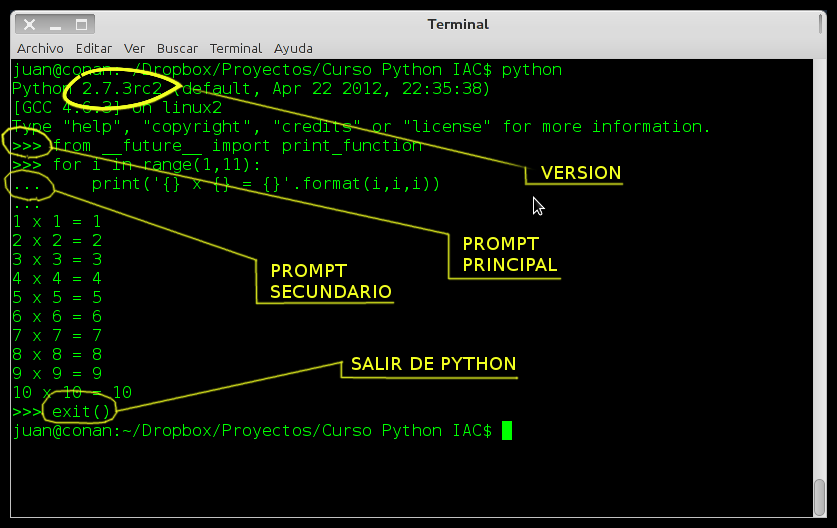 Terminal
Archivo Editar Ver Buscar Terminal Ayuda
juan@conan:~/Dropbox/Proyectos/Curso Python IAC$ python
Python 2.7.3rc2 (default, Apr 22 2012, 22:35:38)
[GCC 4.6.3] on linux2
Type "help", "copyright", "credits" or "license" for more information.
>>> from __future__ import print_function
>>> for i in range(1,11):
...     print('{} x {} = {}'.format(i,i,i))
...
1 x 1 = 1
2 x 2 = 2
3 x 3 = 3
4 x 4 = 4
5 x 5 = 5
6 x 6 = 6
7 x 7 = 7
8 x 8 = 8
9 x 9 = 9
10 x 10 = 10
>>> exit()
juan@conan:~/Dropbox/Proyectos/Curso Python IAC$
VERSION
PROMPT
PRINCIPAL
PROMPT
SECUNDARIO
SALIR DE PYTHON